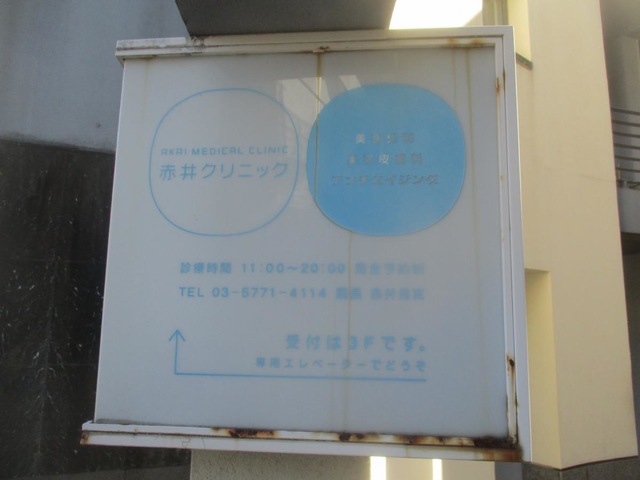 AKAI MEDICAL CLINIC
赤井クリニック
美容外科
美容皮膚科
アンチエイジング
診療時間 11:00～20:00 完全予約制
TEL 03-5771-4114 院長 赤井
受付は3Fです。
専用エレベーターでどうぞ